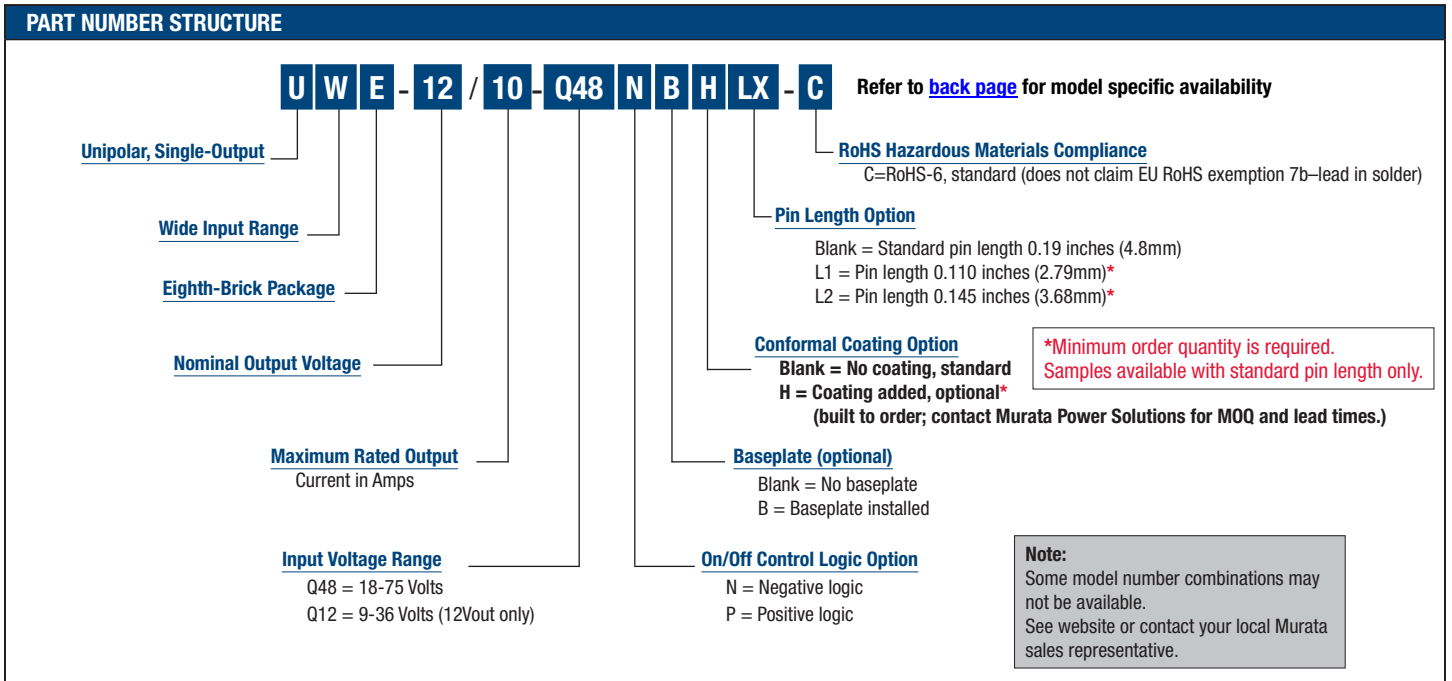 PART NUMBER STRUCTURE
U W E - 12 / 10 - Q48 N B H LX - C
Refer to back page for model specific availability
Unipolar, Single-Output
Wide Input Range
Eighth-Brick Package
Nominal Output Voltage
Maximum Rated Output
Current in Amps
Input Voltage Range
Q48 = 18-75 Volts
Q12 = 9-36 Volts (12Vout only)
RoHS Hazardous Materials Compliance
C=RoHS-6, standard (does not claim EU RoHS exemption 7b–lead in solder)
Pin Length Option
Blank = Standard pin length 0.19 inches (4.8mm)
L1 = Pin length 0.110 inches (2.79mm)*
L2 = Pin length 0.145 inches (3.68mm)*
Conformal Coating Option
Blank = No coating, standard
H = Coating added, optional*
(built to order; contact Murata Power Solutions for MOQ and lead times.)
*Minimum order quantity is required.
Samples available with standard pin length only.
Baseplate (optional)
Blank = No baseplate
B = Baseplate installed
On/Off Control Logic Option
N = Negative logic
P = Positive logic
Note:
Some model number combinations may
not be available.
See website or contact your local Murata
sales representative.